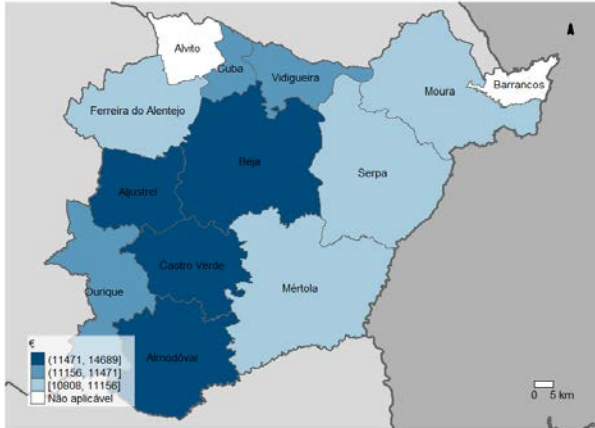 Alvito
Cuba
Vidigueira
Moura
Barrancos
Ferreira do Alentejo
Beja
Serpa
Aljustrel
Castro Verde
Ourique
Mértola
Almodôvar
€
(11471, 14689]
(11156, 11471]
[10808, 11156]
Não aplicável
0 5 km